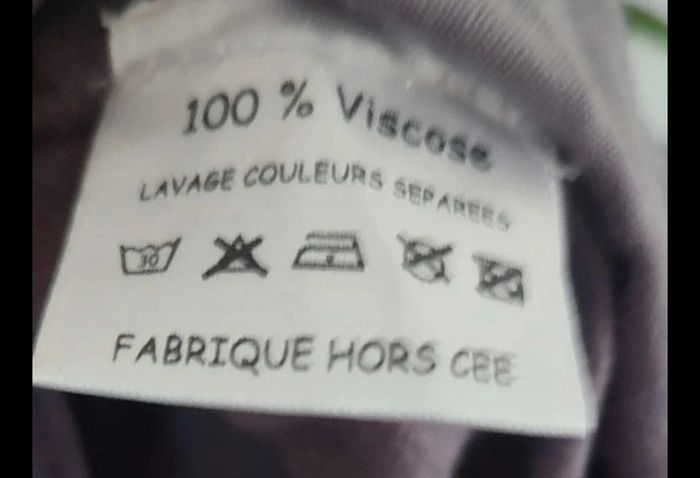 100 % Viscose
LAVAGE COULEURS SEPAREES
30
FABRIQUE HORS CEE